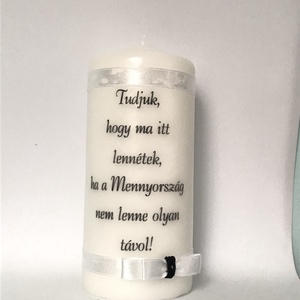 Tudjuk,
hogy ma itt
lennétek,
ha a Mennyország
nem lenne olyan
távol!